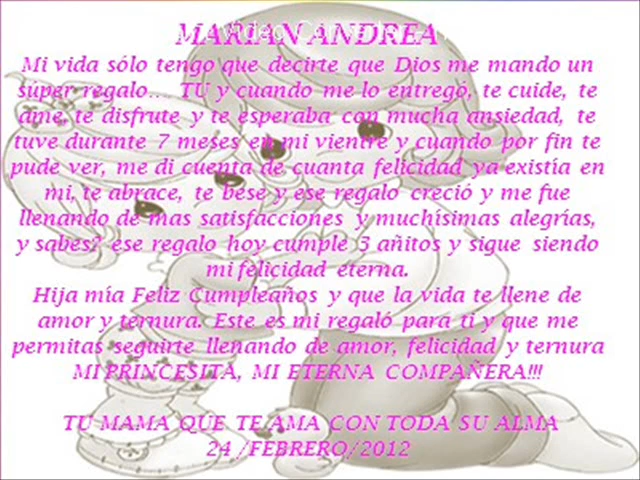 MARIAN ANDREA
Mi vida sólo tengo que decirte que Dios me mando un
súper regalo.... TU y cuando me lo entregó, te cuide, te
ame, te disfrute y te esperaba con mucha ansiedad, te
tuve durante 7 meses en mi vientre y cuando por fin te
pude ver, me di cuenta de cuanta felicidad ya existía en
mi, te abrace, te bese y ese regalo creció y me fue
llenando de mas satisfacciones y muchísimas alegrías,
y sabes? ese regalo hoy cumple 3 añitos y sigue siendo
mi felicidad eterna.
Hija mía Feliz Cumpleaños y que la vida te llene de
amor y ternura. Este es mi regaló para ti y que me
permitas seguirte llenando de amor, felicidad y ternura
MI PRINCESITA, MI ETERNA COMPAÑERA!!!
TU MAMA QUE TE AMA CON TODA SU ALMA
24 /FEBRERO/2012